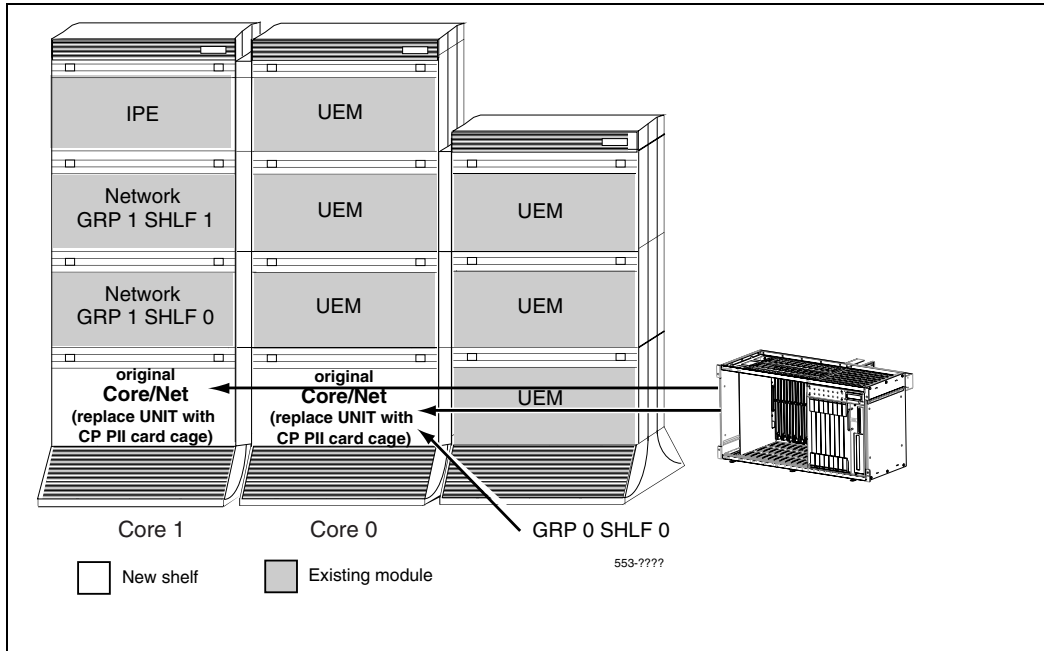 IPE
UEM
Network
GRP 1 SHLF 1
UEM
UEM
Network
GRP 1 SHLF 0
UEM
UEM
original
Core/Net
(replace UNIT with
CP PII card cage)
original
Core/Net
(replace UNIT with
CP PII card cage)
UEM
Core 1
Core 0
GRP 0 SHLF 0
553-????
New shelf
Existing module